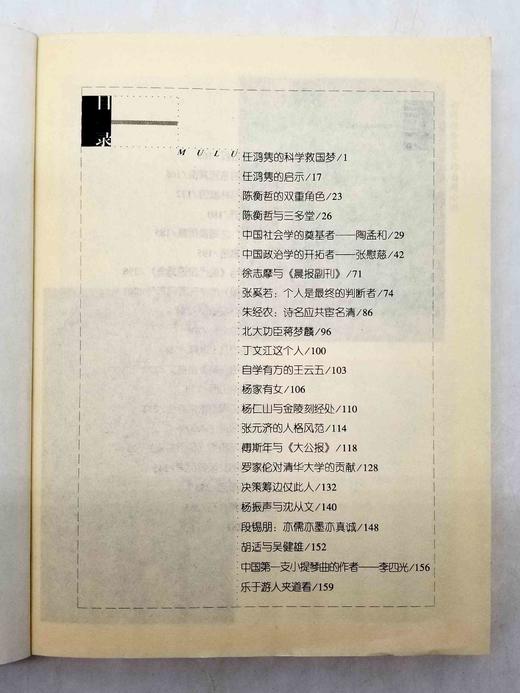 目录
MULU
任鸿隽的科学救国梦/1
任鸿隽的启示/17
陈衡哲的双重角色/23
陈衡哲与三多堂/26
中国社会学的奠基者——陶孟和/29
中国政治学的开拓者——张慰慈/42
徐志摩与《晨报副刊》/71
张奚若：个人是最终的判断者/74
朱经农：诗名应共宦名清/86
北大功臣蒋梦麟/96
丁文江这个人/100
自学有方的王云五/103
杨家有女/106
杨仁山与金陵刻经处/110
张元济的人格风范/114
傅斯年与《大公报》/118
罗家伦对清华大学的贡献/128
决策筹边仅此人/132
杨振声与沈从文/140
段锡朋：亦儒亦墨亦真诚/148
胡适与吴健雄/152
中国第一支小提琴曲的作者——李四光/156
乐于游人夹道看/159